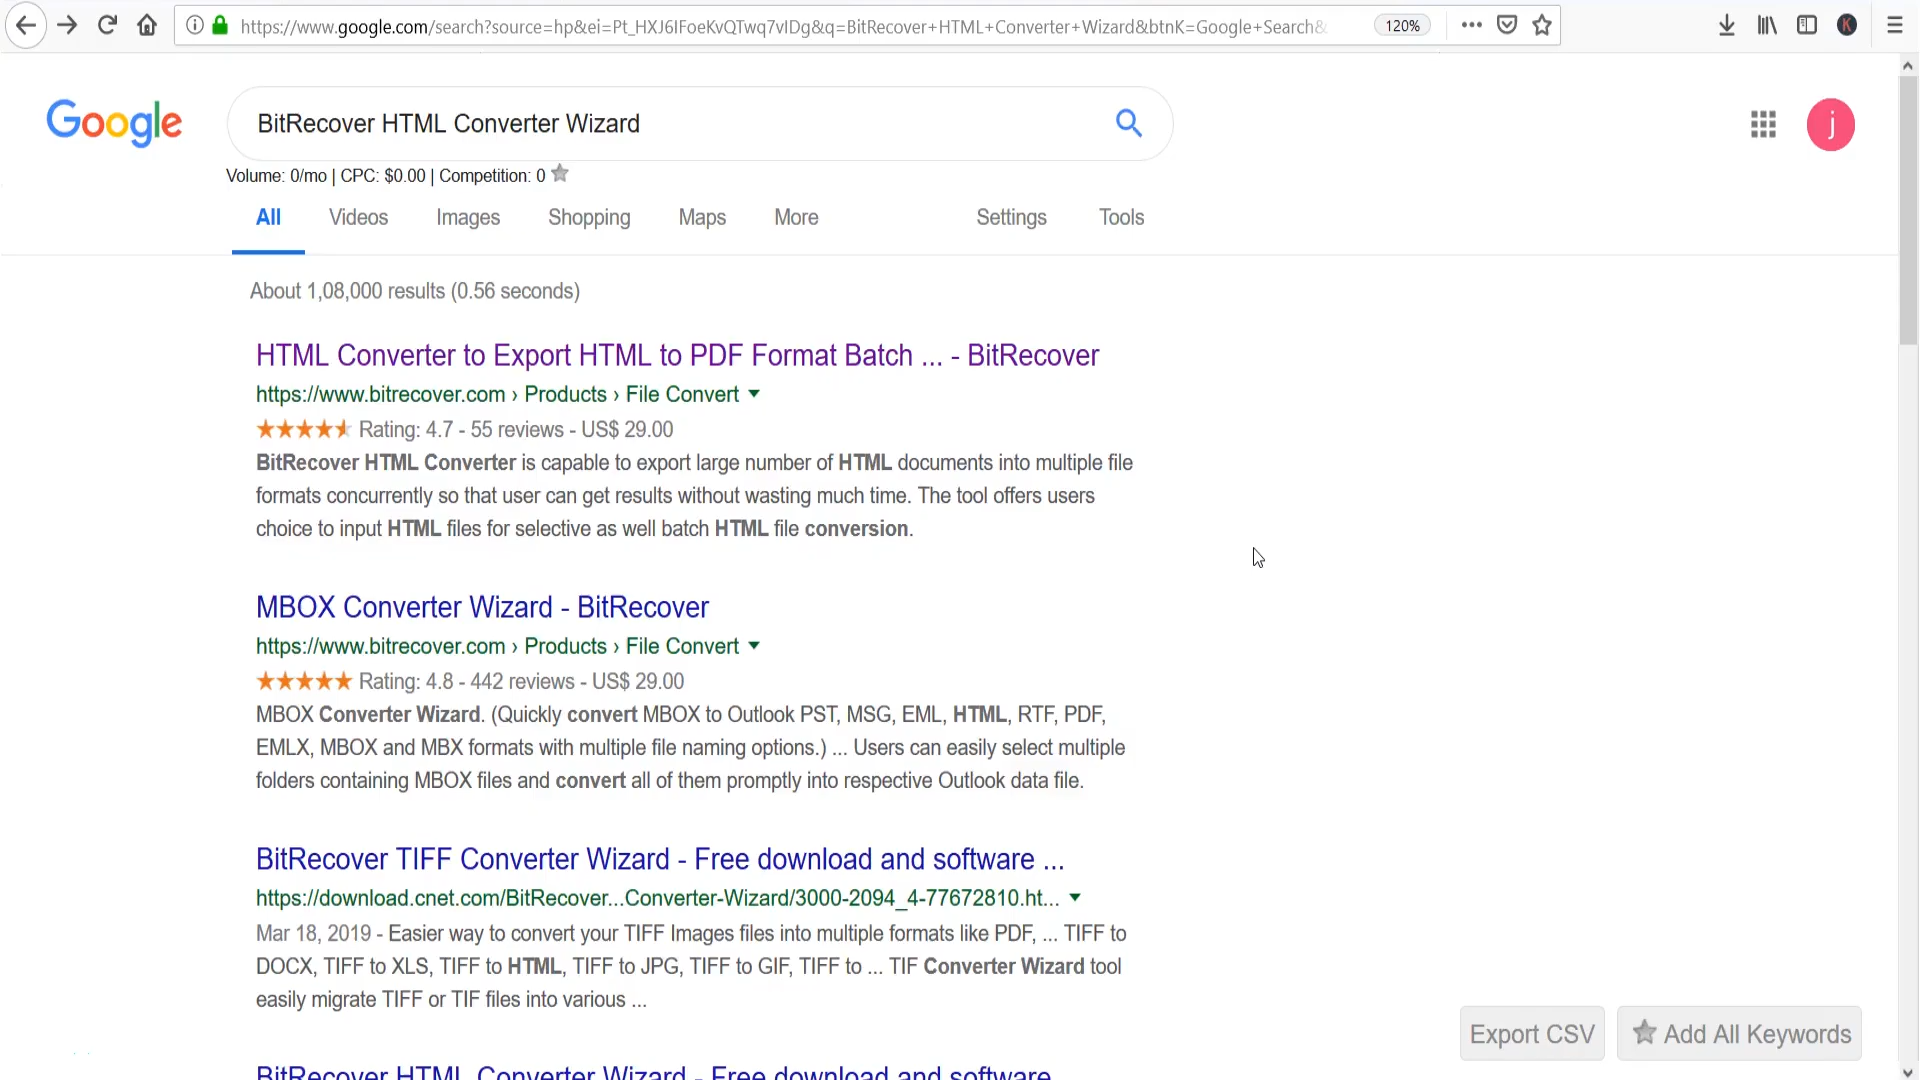 https://www.google.com/search?source=hp&ei=Pt_HXJ6IFoeKvQTwq7vIDg&q=BitRecover+HTML+Converter+Wizard&btnK=Google+Search&
120%
K
Google
BitRecover HTML Converter Wizard
j
Volume: 0/mo | CPC: $0.00 | Competition: 0
All Videos Images Shopping Maps More Settings Tools
About 1,08,000 results (0.56 seconds)
HTML Converter to Export HTML to PDF Format Batch ... - BitRecover
https://www.bitrecover.com › Products › File Convert
Rating: 4.7 - 55 reviews - US$ 29.00
BitRecover HTML Converter is capable to export large number of HTML documents into multiple file
formats concurrently so that user can get results without wasting much time. The tool offers users
choice to input HTML files for selective as well batch HTML file conversion.
MBOX Converter Wizard - BitRecover
https://www.bitrecover.com › Products › File Convert
Rating: 4.8 - 442 reviews - US$ 29.00
MBOX Converter Wizard. (Quickly convert MBOX to Outlook PST, MSG, EML, HTML, RTF, PDF,
EMLX, MBOX and MBX formats with multiple file naming options.) ... Users can easily select multiple
folders containing MBOX files and convert all of them promptly into respective Outlook data file.
BitRecover TIFF Converter Wizard - Free download and software ...
https://download.cnet.com/BitRecover...Converter-Wizard/3000-2094_4-77672810.ht...
Mar 18, 2019 - Easier way to convert your TIFF Images files into multiple formats like PDF, ... TIFF to
DOCX, TIFF to XLS, TIFF to HTML, TIFF to JPG, TIFF to GIF, TIFF to ... TIF Converter Wizard tool
easily migrate TIFF or TIF files into various ...
Export CSV
Add All Keywords
BitRecover HTML Converter Wizard - Free download and software